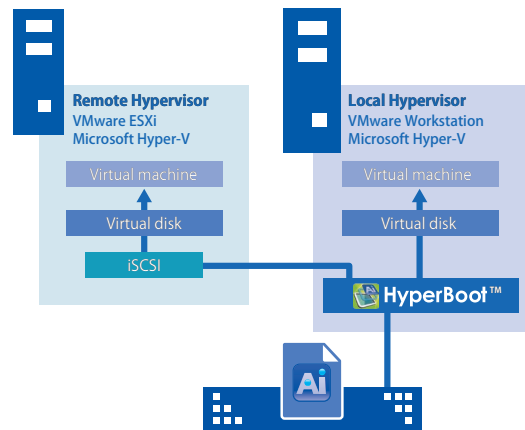 Remote Hypervisor
VMware ESXi
Microsoft Hyper-V
Virtual machine
Virtual disk
iSCSI
Local Hypervisor
VMware Workstation
Microsoft Hyper-V
Virtual machine
Virtual disk
HyperBoot™
Ai